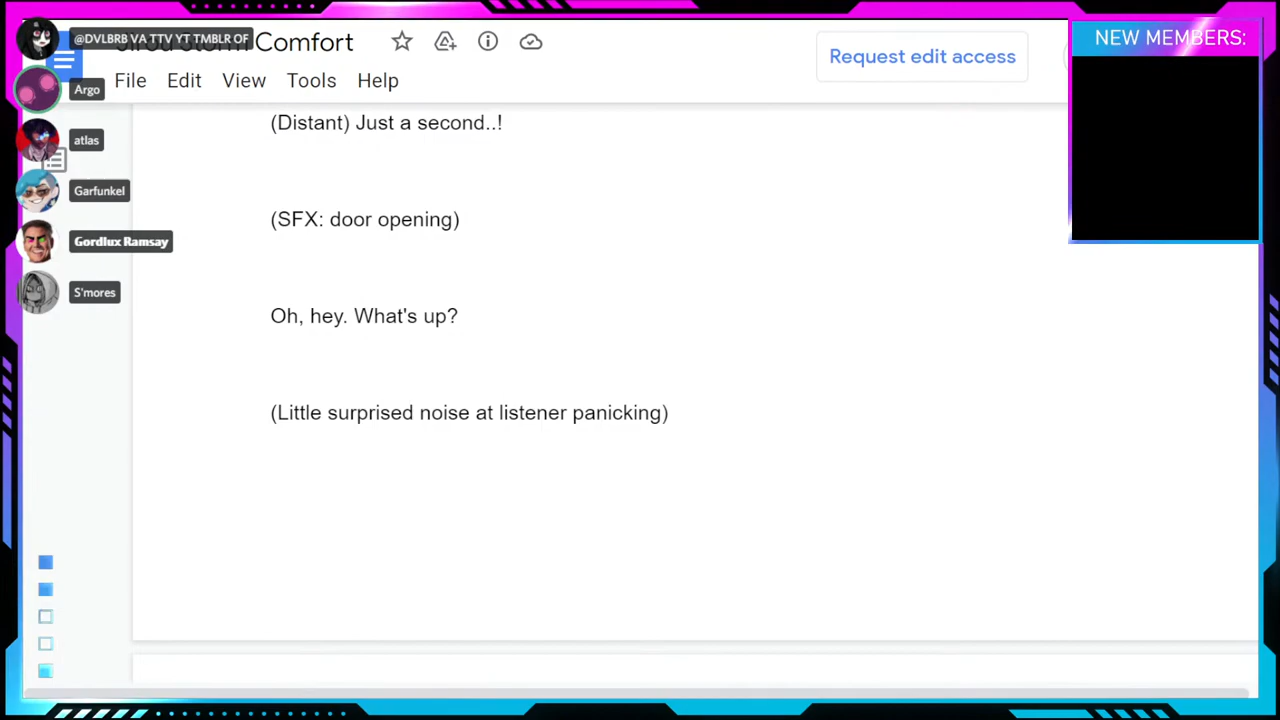 @DVLBRB VA TTV YT TMBLR OF
Comfort
NEW MEMBERS:
Request edit access
File Edit View Tools Help
Argo
atlas
Garfunkel
Gordlux Ramsay
S'mores
(Distant) Just a second..!
(SFX: door opening)
Oh, hey. What's up?
(Little surprised noise at listener panicking)